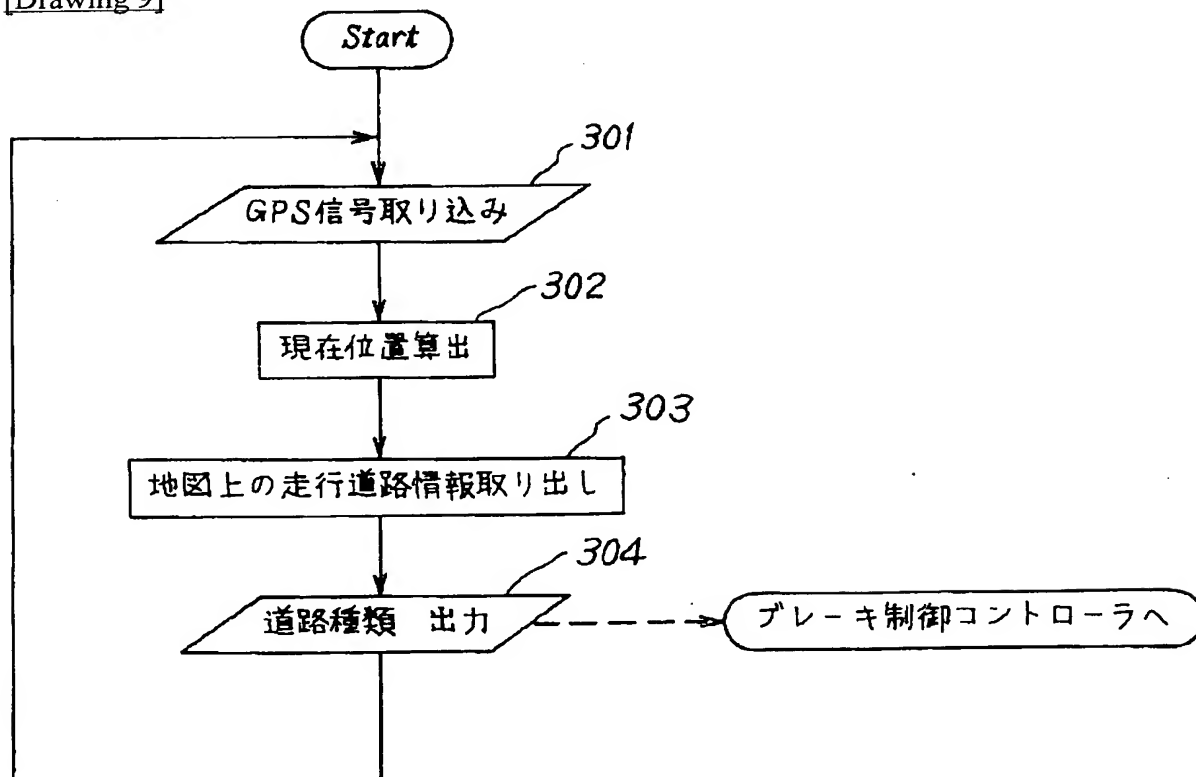 [Drawing 9]
Start
301
GPS信号取り込み
302
現在位置算出
303
地図上の走行道路情報取り出し
304
道路種類 出力
ブレーキ制御コントローラへ